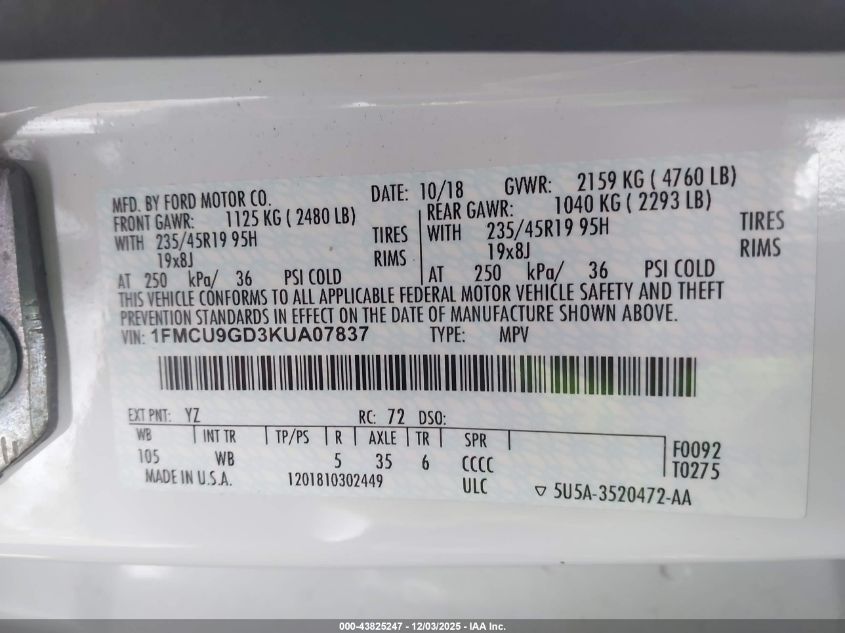 MFD. BY FORD MOTOR CO. DATE: 10/18 GVWR: 2159 KG ( 4760 LB)
FRONT GAWR: 1125 KG ( 2480 LB) REAR GAWR: 1040 KG ( 2293 LB)
WITH 235/45R19 95H TIRES WITH 235/45R19 95H TIRES
19x8J RIMS 19x8J RIMS
AT 250 kPa/ 36 PSI COLD AT 250 kPa/ 36 PSI COLD
THIS VEHICLE CONFORMS TO ALL APPLICABLE FEDERAL MOTOR VEHICLE SAFETY AND THEFT
PREVENTION STANDARDS IN EFFECT ON THE DATE OF MANUFACTURE SHOWN ABOVE.
VIN: 1FMCU9GD3KUA07837 TYPE: MPV
EXT PNT: YZ RC: 72 DSO:
WB INT TR TP/PS R AXLE TR SPR F0092
105 WB 5 35 6 CCCC T0275
MADE IN U.S.A. 1201810302449 ULC 5U5A-3520472-AA
000-43825247 - 12/03/2025 - IAA Inc.